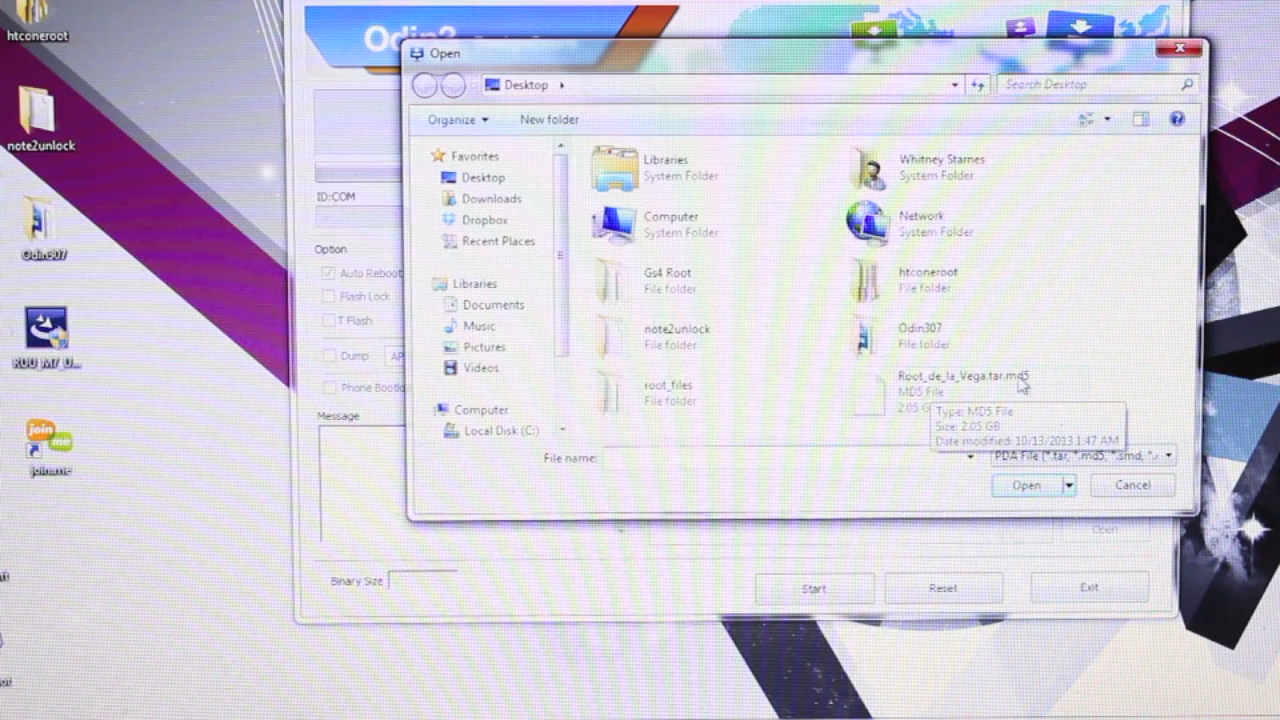 htconeroot
note2unlock
Odin307
RUU_M7_U...
join
me
join.me
Odin3
Open
Desktop
Search Desktop
Organize
New folder
Favorites
Desktop
Downloads
Dropbox
Recent Places
Libraries
Documents
Music
Pictures
Videos
Computer
Local Disk (C:)
Libraries
System Folder
Whitney Starnes
System Folder
Computer
System Folder
Network
System Folder
Gs4 Root
File folder
htconeroot
File folder
note2unlock
File folder
Odin307
File folder
root_files
File folder
Root_de_la_Vega.tar.md5
MD5 File
2.05 G
Type: MD5 File
Size: 2.05 GB
Date modified: 10/13/2013 1:47 AM
File name:
PDA File (*.tar, *.md5, *.smd, *.
Open
Cancel
ID:COM
Option
Auto Reboot
Flash Lock
T Flash
Dump
AP
Phone Bootlo
Message
Open
Binary Size
Start
Reset
Exit